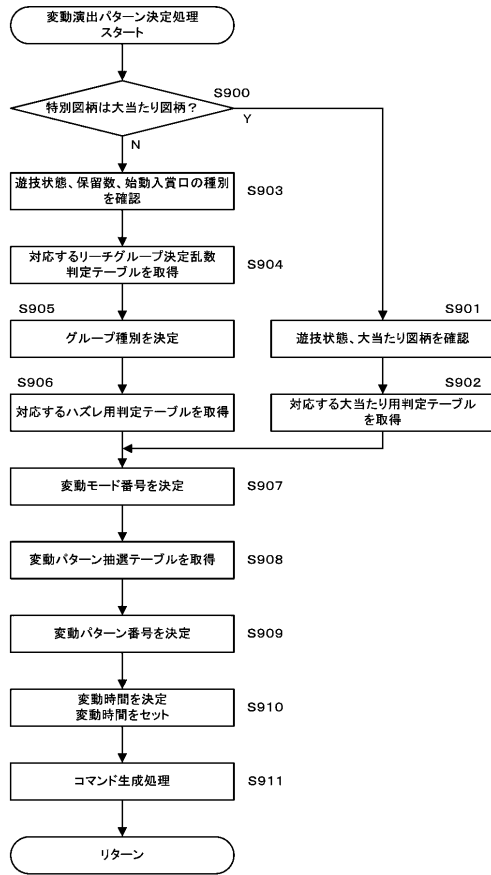 変動演出パターン決定処理
スタート
S900
特別図柄は大当たり図柄？
Y
N
遊技状態、保留数、始動入賞口の種別
を確認
S903
対応するリーチグループ決定乱数
判定テーブルを取得
S904
S905
グループ種別を決定
S901
遊技状態、大当たり図柄を確認
S906
対応するハズレ用判定テーブルを取得
S902
対応する大当たり用判定テーブル
を取得
変動モード番号を決定
S907
変動パターン抽選テーブルを取得
S908
変動パターン番号を決定
S909
変動時間を決定
変動時間をセット
S910
コマンド生成処理
S911
リターン